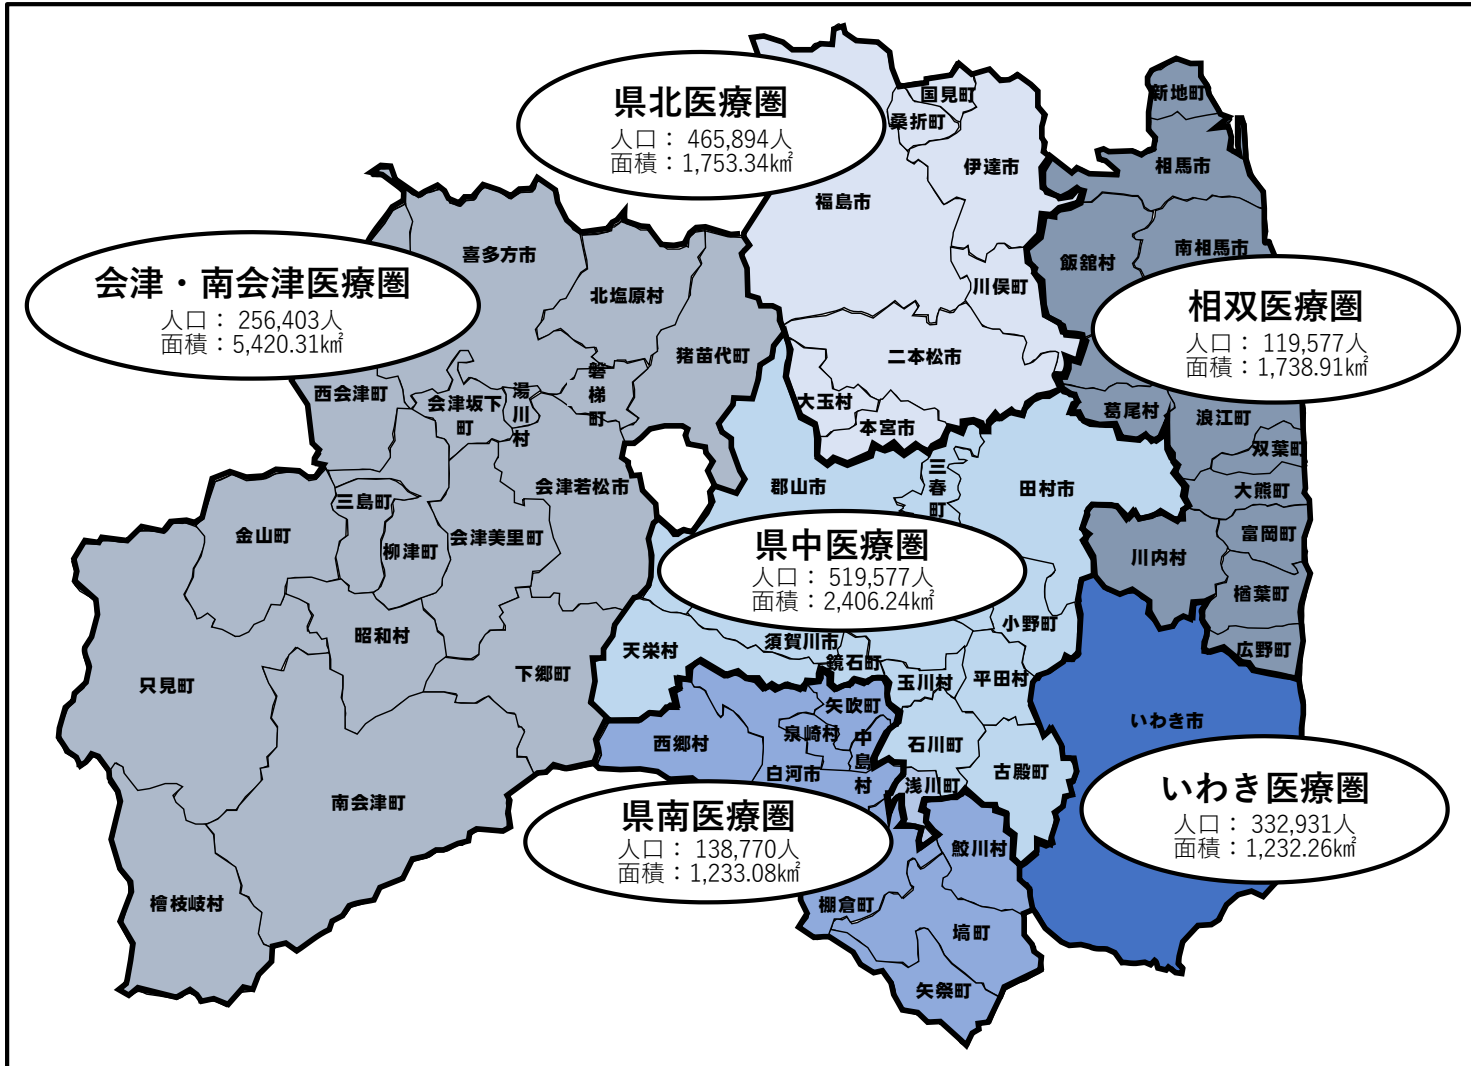 県北医療圏
人口： 465,894人
面積：1,753.34㎢
会津・南会津医療圏
人口： 256,403人
面積：5,420.31㎢
相双医療圏
人口： 119,577人
面積：1,738.91㎢
県中医療圏
人口： 519,577人
面積：2,406.24㎢
県南医療圏
人口： 138,770人
面積：1,233.08㎢
いわき医療圏
人口： 332,931人
面積：1,232.26㎢
国見町
桑折町
伊達市
福島市
川俣町
二本松市
大玉村
本宮市
新地町
相馬市
飯舘村
南相馬市
葛尾村
浪江町
双葉町
大熊町
富岡町
川内村
楢葉町
広野町
喜多方市
北塩原村
猪苗代町
磐梯町
西会津町
会津坂下町
湯川村
会津若松市
三島町
金山町
柳津町
会津美里町
昭和村
只見町
下郷町
南会津町
檜枝岐村
郡山市
三春町
田村市
小野町
天栄村
須賀川市
鏡石町
玉川村
平田村
石川町
古殿町
浅川町
西郷村
矢吹町
泉崎村
中島村
白河市
棚倉町
鮫川村
塙町
矢祭町
いわき市